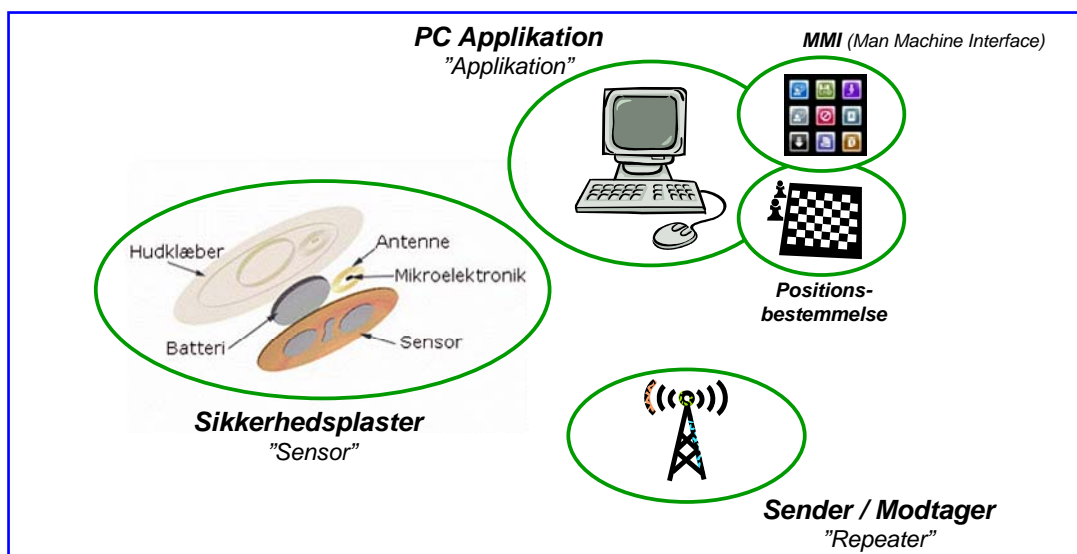 PC Applikation
”Applikation”
MMI (Man Machine Interface)
Positions-
bestemmelse
Hudklæber
Antenne
Mikroelektronik
Batteri
Sensor
Sikkerhedsplaster
”Sensor”
Sender / Modtager
”Repeater”